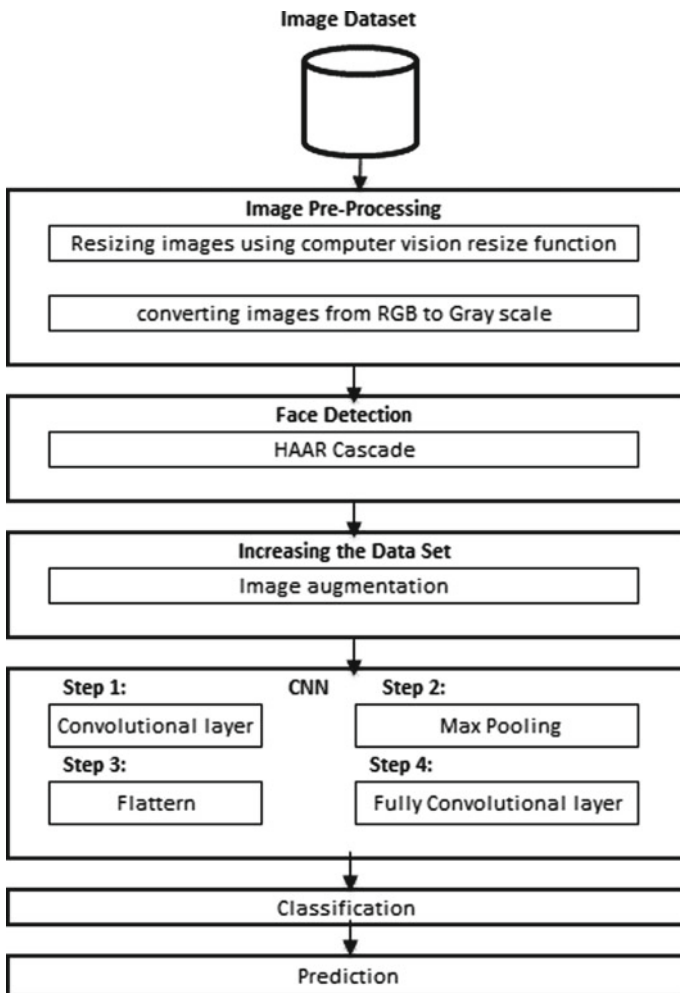 Image Dataset
Image Pre-Processing
Resizing images using computer vision resize function
converting images from RGB to Gray scale
Face Detection
HAAR Cascade
Increasing the Data Set
Image augmentation
Step 1: CNN Step 2:
Convolutional layer Max Pooling
Step 3: Step 4:
Flattern Fully Convolutional layer
Classification
Prediction